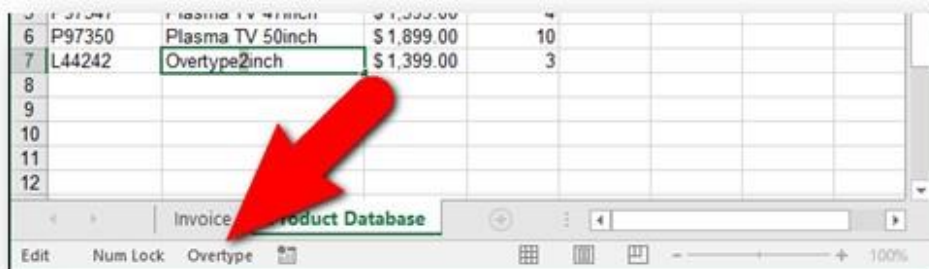 6 P97350 Plasma TV 50inch $1,899.00 10
7 L44242 Overtype2inch $1,399.00 3
8
9
10
11
12
Invoice Product Database
Edit Num Lock Overtype 100%